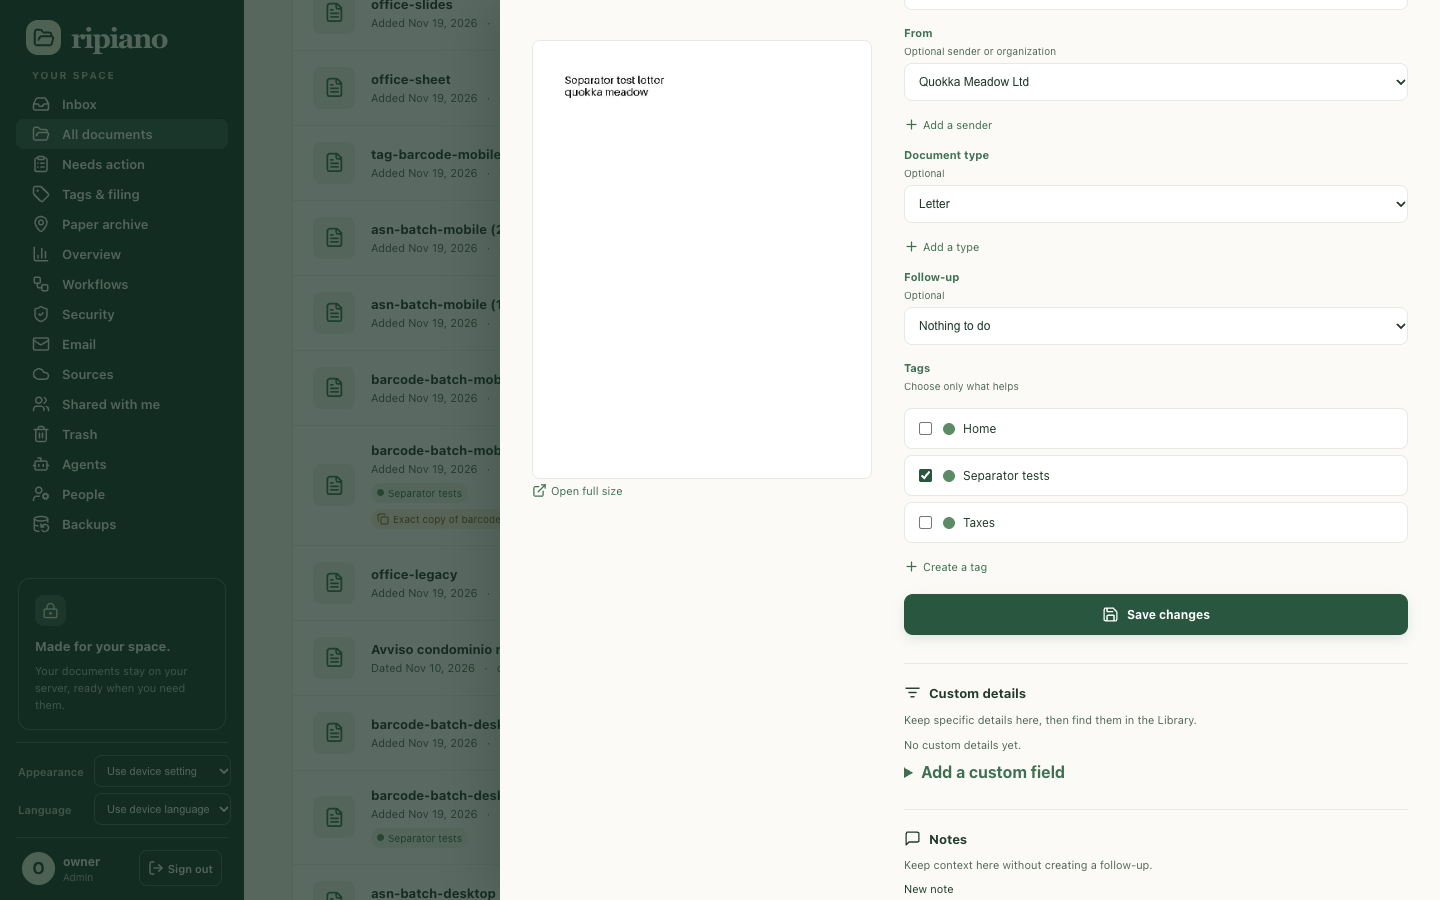 ripiano
YOUR SPACE
Inbox
All documents
Needs action
Tags & filing
Paper archive
Overview
Workflows
Security
Email
Sources
Shared with me
Trash
Agents
People
Backups
Made for your space.
Your documents stay on your
server, ready when you need
them.
Appearance
Use device setting
Language
Use device language
O
owner
Admin
Sign out
office-slides
Added Nov 19, 2026 ·
office-sheet
Added Nov 19, 2026 ·
tag-barcode-mobile
Added Nov 19, 2026 ·
asn-batch-mobile (2
Added Nov 19, 2026 ·
asn-batch-mobile (1
Added Nov 19, 2026 ·
barcode-batch-mob
Added Nov 19, 2026 ·
barcode-batch-mob
Added Nov 19, 2026 ·
Separator tests
Exact copy of barcode
office-legacy
Added Nov 19, 2026 ·
Avviso condominio
Dated Nov 10, 2026 ·
barcode-batch-desk
Added Nov 19, 2026 ·
barcode-batch-desk
Added Nov 19, 2026 ·
Separator tests
asn-batch-desktop
Separator test letter
quokka meadow
Open full size
From
Optional sender or organization
Quokka Meadow Ltd
Add a sender
Document type
Optional
Letter
Add a type
Follow-up
Optional
Nothing to do
Tags
Choose only what helps
Home
Separator tests
Taxes
Create a tag
Save changes
Custom details
Keep specific details here, then find them in the Library.
No custom details yet.
Add a custom field
Notes
Keep context here without creating a follow-up.
New note